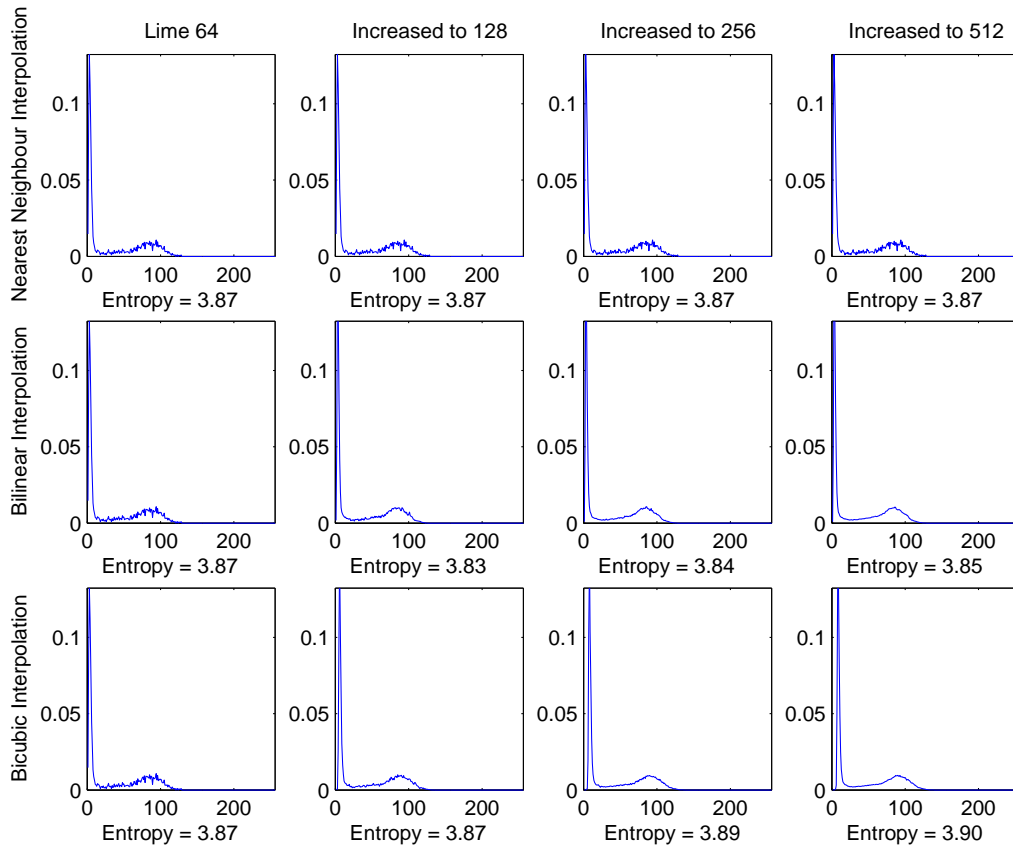 Lime 64 Increased to 128 Increased to 256 Increased to 512
Nearest Neighbour Interpolation
0.1 0.1 0.1 0.1
0.05 0.05 0.05 0.05
0 0 0 0
0 100 200 0 100 200 0 100 200 0 100 200
Entropy = 3.87 Entropy = 3.87 Entropy = 3.87 Entropy = 3.87
Bilinear Interpolation
0.1 0.1 0.1 0.1
0.05 0.05 0.05 0.05
0 0 0 0
0 100 200 0 100 200 0 100 200 0 100 200
Entropy = 3.87 Entropy = 3.83 Entropy = 3.84 Entropy = 3.85
Bicubic Interpolation
0.1 0.1 0.1 0.1
0.05 0.05 0.05 0.05
0 0 0 0
0 100 200 0 100 200 0 100 200 0 100 200
Entropy = 3.87 Entropy = 3.87 Entropy = 3.89 Entropy = 3.90